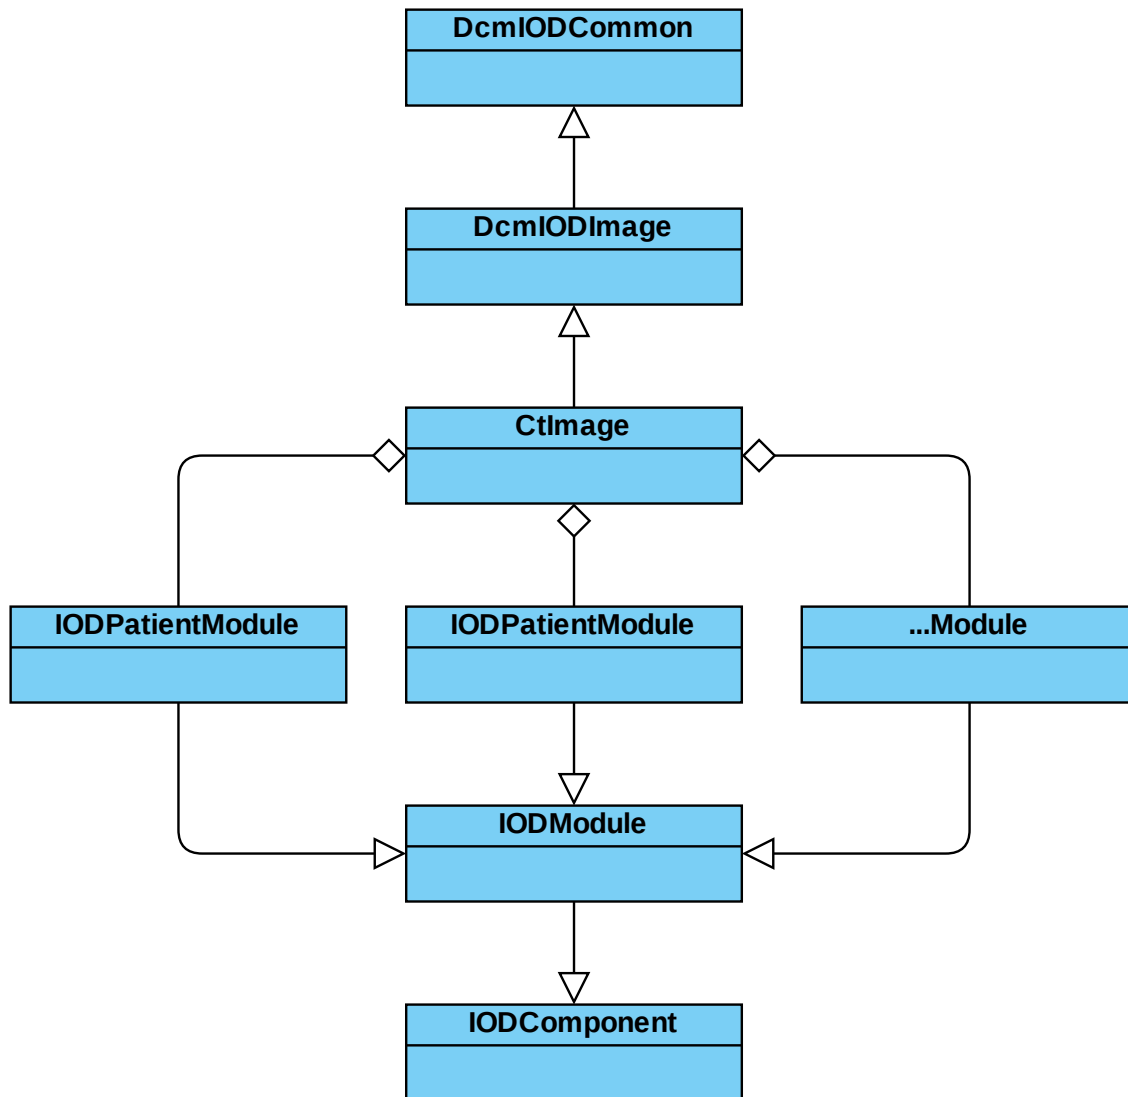 DcmIODCommon
DcmIODImage
CtImage
IODPatientModule
IODPatientModule
...Module
IODModule
IODComponent